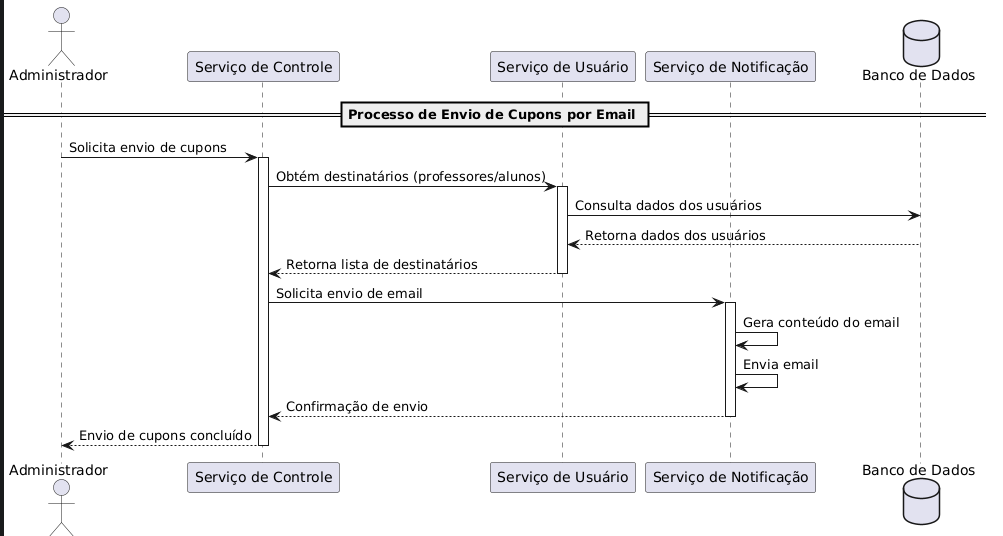 Administrador
Serviço de Controle
Serviço de Usuário
Serviço de Notificação
Banco de Dados
Processo de Envio de Cupons por Email
Solicita envio de cupons
Obtém destinatários (professores/alunos)
Consulta dados dos usuários
Retorna dados dos usuários
Retorna lista de destinatários
Solicita envio de email
Gera conteúdo do email
Envia email
Confirmação de envio
Envio de cupons concluído
Administrador
Serviço de Controle
Serviço de Usuário
Serviço de Notificação
Banco de Dados